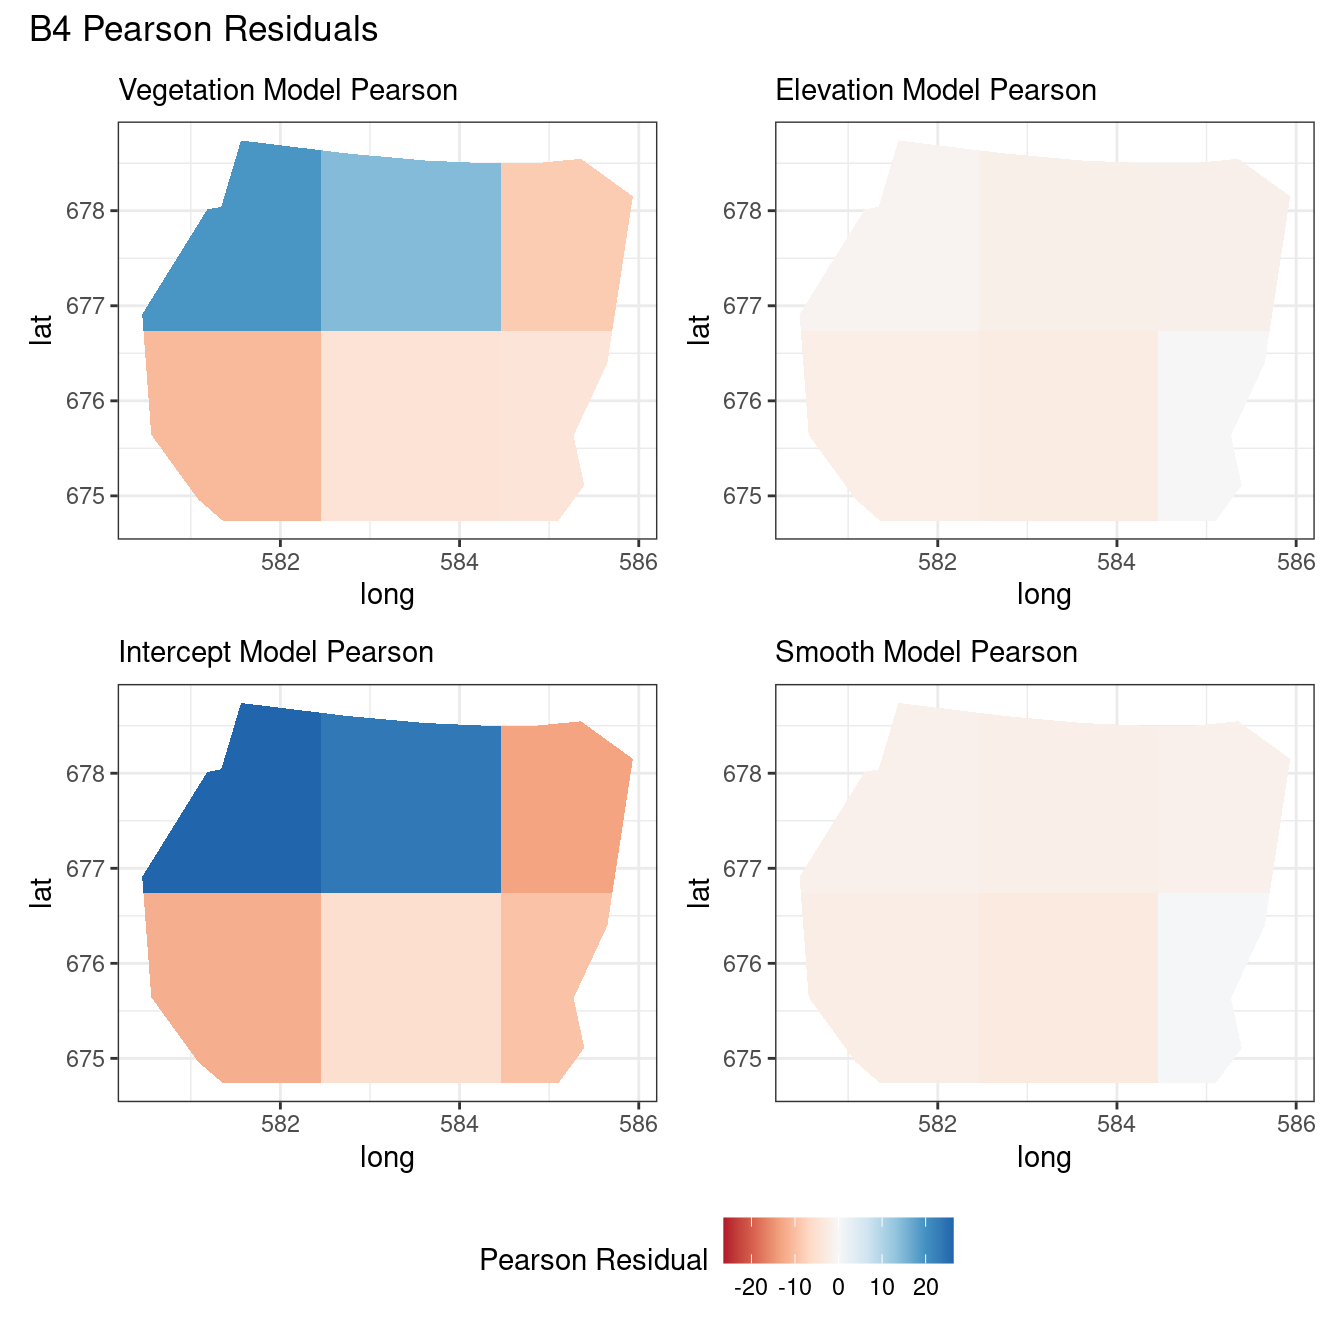 B4 Pearson Residuals
Vegetation Model Pearson
Elevation Model Pearson
678
677
676
675
lat
582 584 586
long
678
677
676
675
lat
582 584 586
long
Intercept Model Pearson
Smooth Model Pearson
678
677
676
675
lat
582 584 586
long
678
677
676
675
lat
582 584 586
long
Pearson Residual
-20 -10 0 10 20